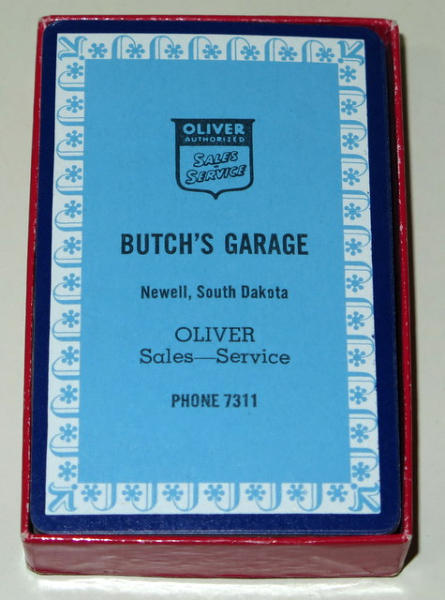 OLIVER
AUTHORIZED
SALES
SERVICE
BUTCH'S GARAGE
Newell, South Dakota
OLIVER
Sales—Service
PHONE 7311